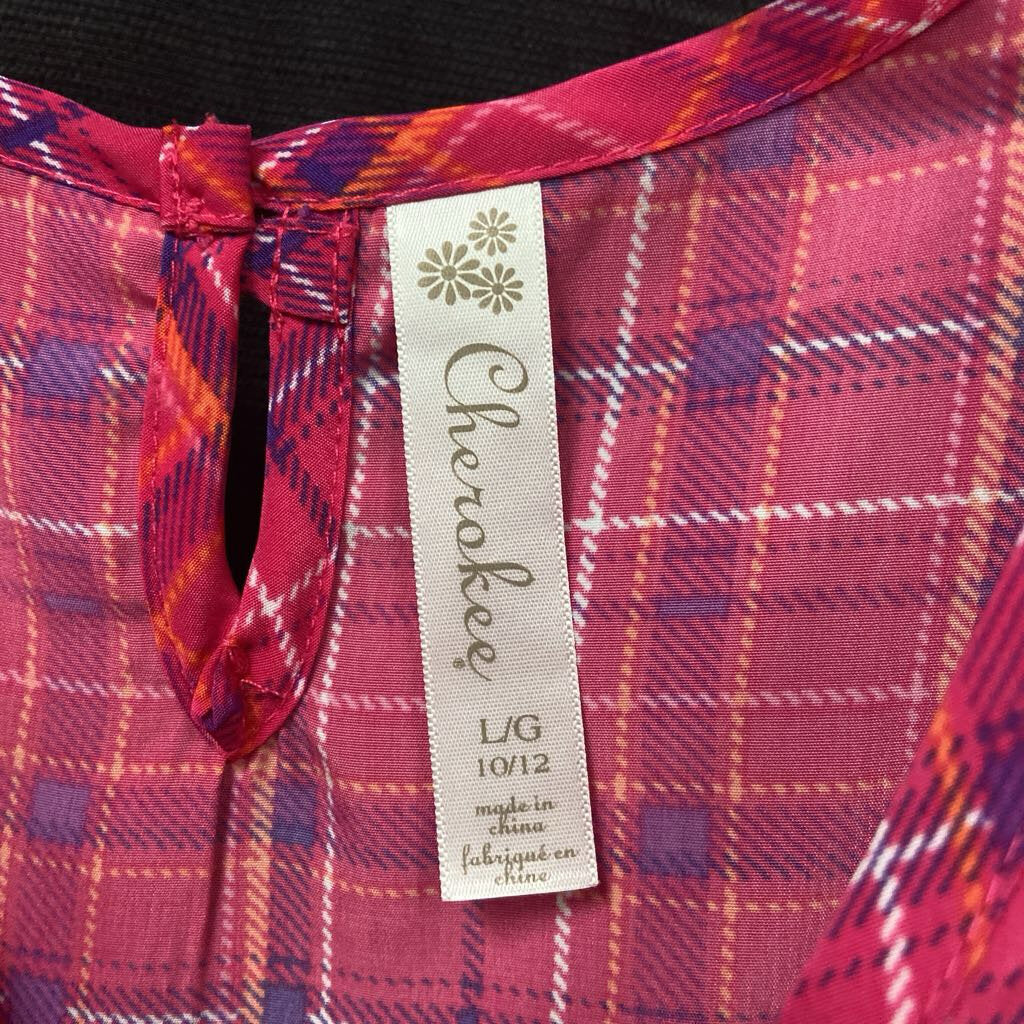 Cherokee®
L/G
10/12
made in
china
fabriqué en
chine